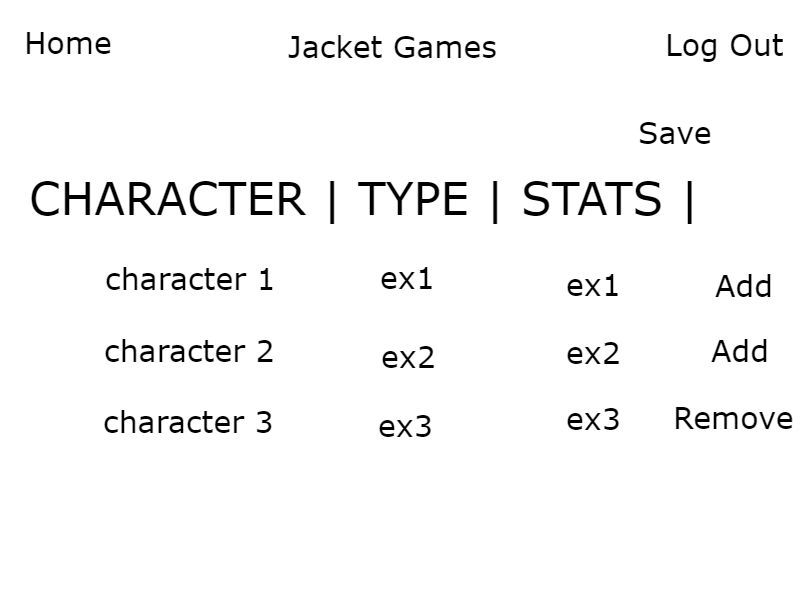 Home Jacket Games Log Out
Save
CHARACTER | TYPE | STATS |
character 1 ex1 ex1 Add
character 2 ex2 ex2 Add
character 3 ex3 ex3 Remove